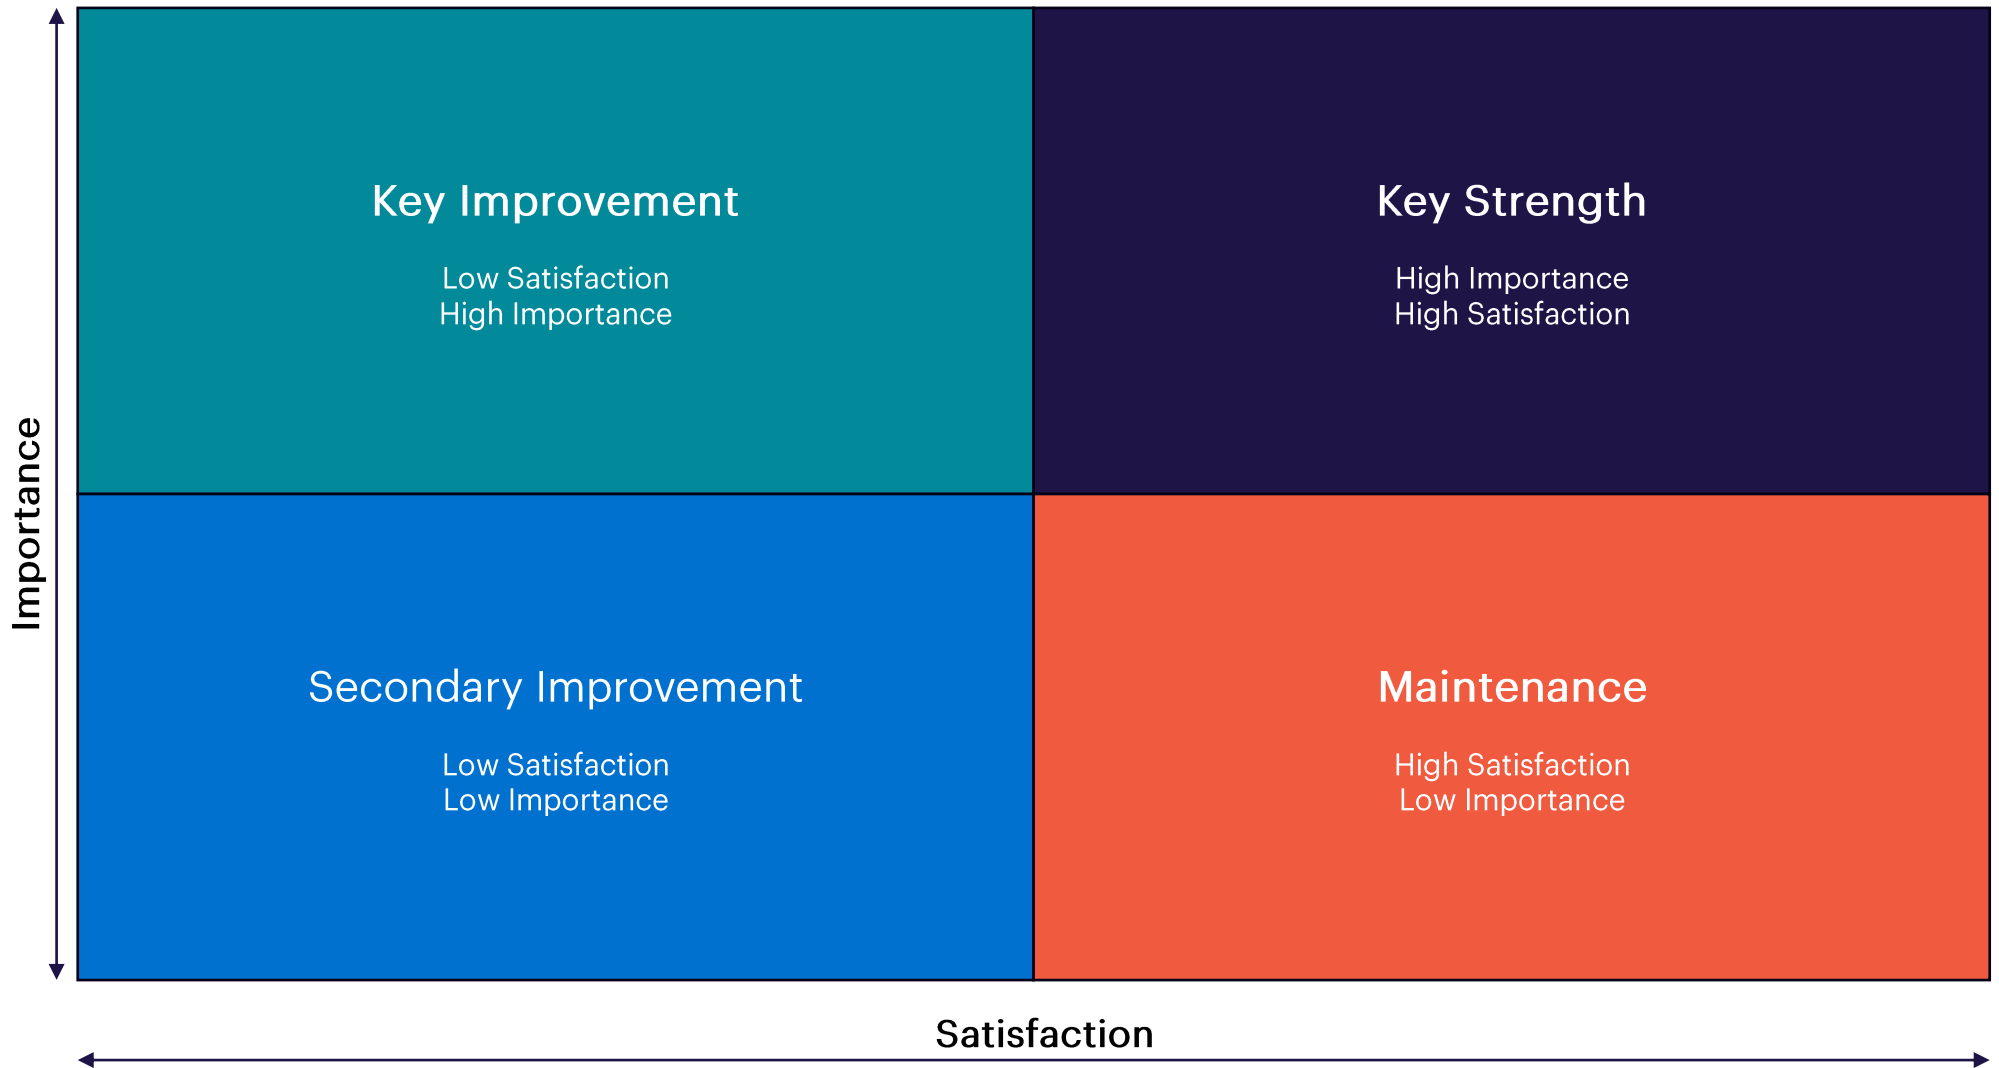 Key Improvement
Low Satisfaction
High Importance
Key Strength
High Importance
High Satisfaction
Importance
Secondary Improvement
Low Satisfaction
Low Importance
Maintenance
High Satisfaction
Low Importance
Satisfaction